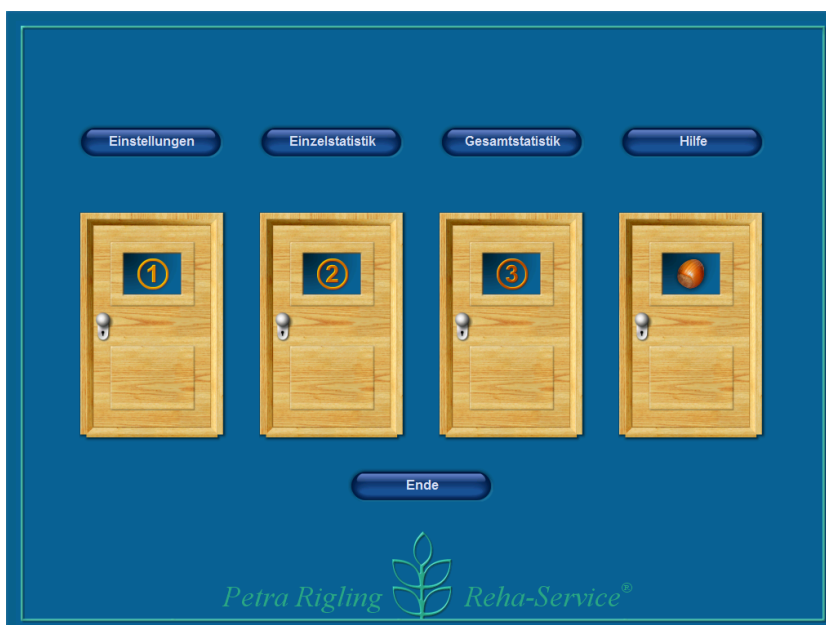 Einstellungen Einzelstatistik Gesamtstatistik Hilfe
1 2 3
Ende
Petra Rigling Reha-Service®